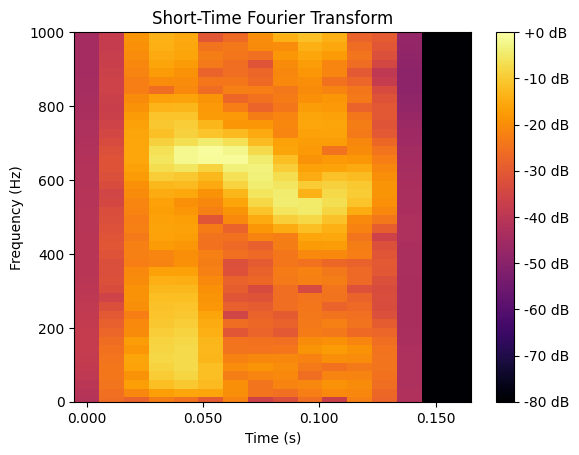 Short-Time Fourier Transform
1000
800
600
400
200
0
Frequency (Hz)
0.000
0.050
0.100
0.150
Time (s)
+0 dB
-10 dB
-20 dB
-30 dB
-40 dB
-50 dB
-60 dB
-70 dB
-80 dB